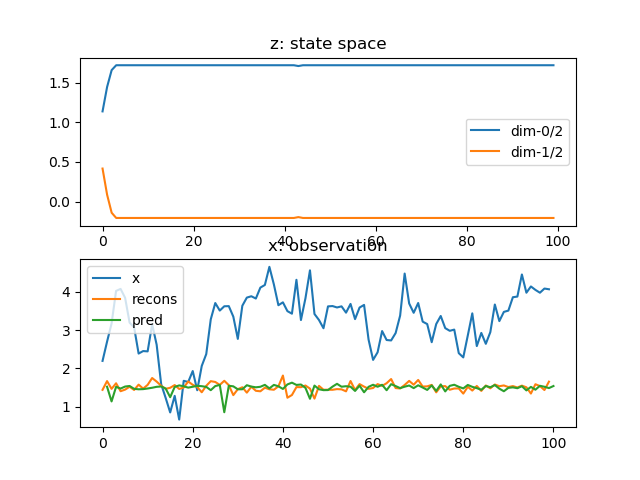 z: state space
1.5
1.0
0.5
0.0
dim-0/2
dim-1/2
0 20 40 60 80 100
x: observation
4
3
2
1
x
recons
pred
0 20 40 60 80 100